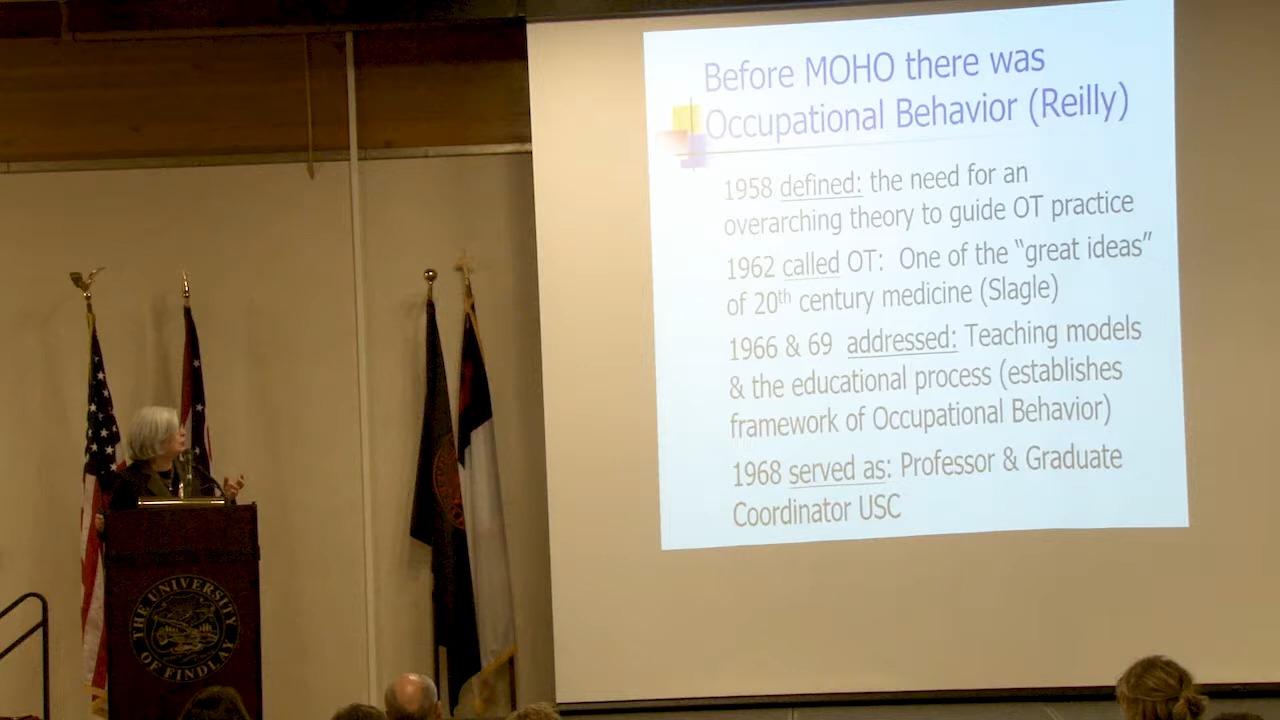 Before MOHO there was
Occupational Behavior (Reilly)
1958 defined: the need for an
overarching theory to guide OT practice
1962 called OT: One of the "great ideas"
of 20th century medicine (Slagle)
1966 & 69 addressed: Teaching models
& the educational process (establishes
framework of Occupational Behavior)
1968 served as: Professor & Graduate
Coordinator USC
THE UNIVERSITY
OF FINDLAY